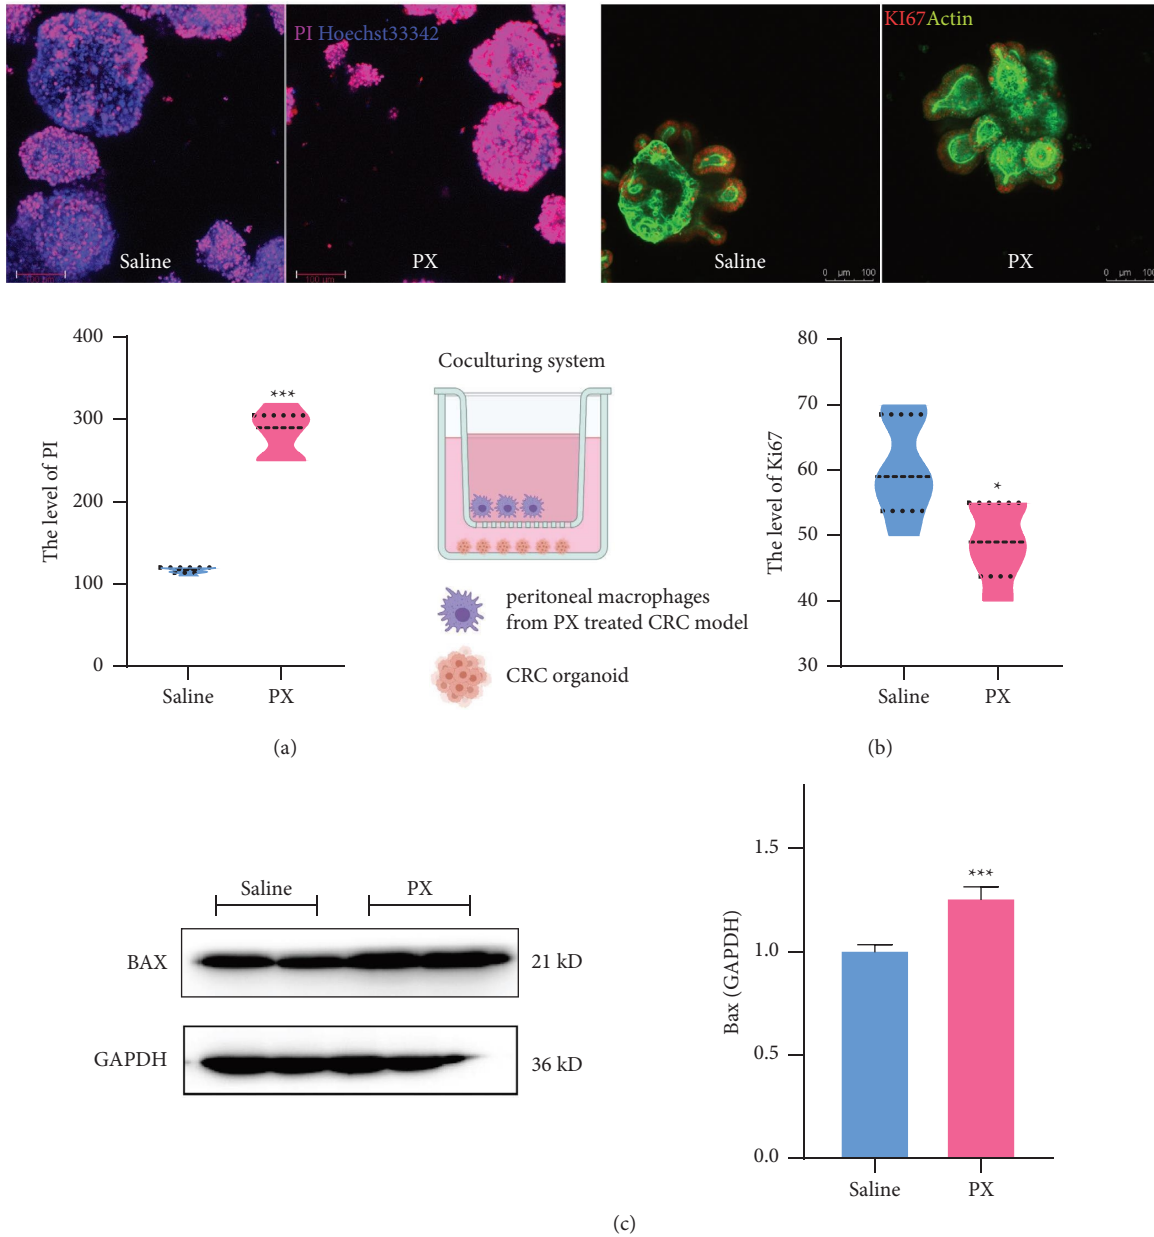 PI Hoechst33342
Saline
PX
100 μm
KI67Actin
Saline
PX
0 μm 100
0 μm 100
400
300
200
100
0
The level of PI
***
Saline
PX
(a)
Coculturing system
peritoneal macrophages
from PX treated CRC model
CRC organoid
80
70
60
50
40
30
The level of Ki67
*
Saline
PX
(b)
Saline
PX
BAX
21 kD
GAPDH
36 kD
1.5
1.0
0.5
0.0
Bax (GAPDH)
***
Saline
PX
(c)